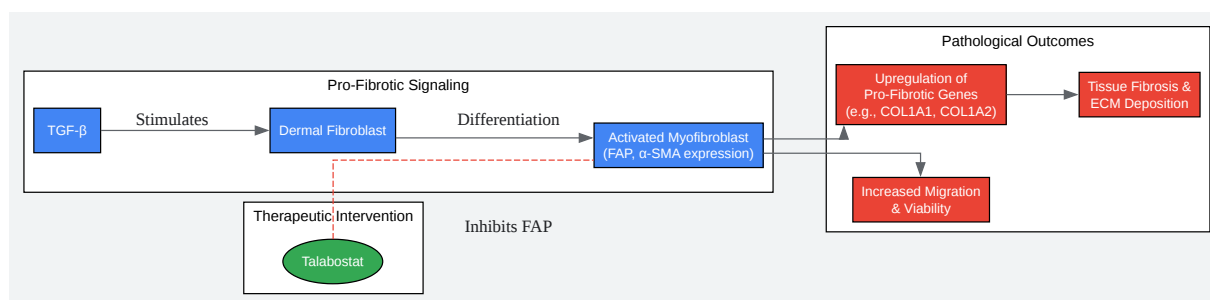 Pathological Outcomes
Pro-Fibrotic Signaling
Upregulation of
Pro-Fibrotic Genes
(e.g., COL1A1, COL1A2)
Tissue Fibrosis &
ECM Deposition
TGF-β
Stimulates
Dermal Fibroblast
Differentiation
Activated Myofibroblast
(FAP, α-SMA expression)
Increased Migration
& Viability
Therapeutic Intervention
Inhibits FAP
Talabostat